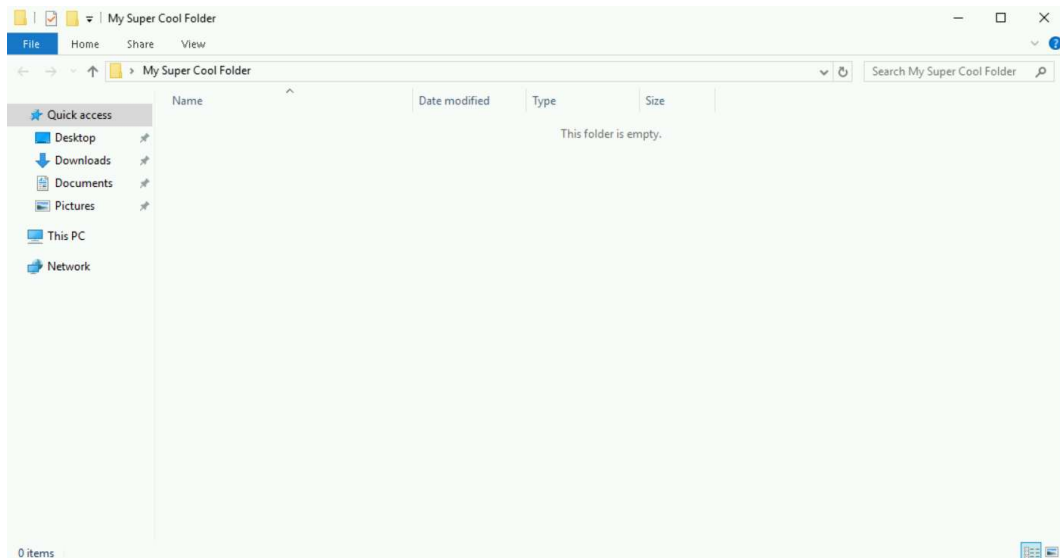 My Super Cool Folder
File Home Share View
My Super Cool Folder Search My Super Cool Folder
Name Date modified Type Size
This folder is empty.
Quick access
Desktop
Downloads
Documents
Pictures
This PC
Network
0 items